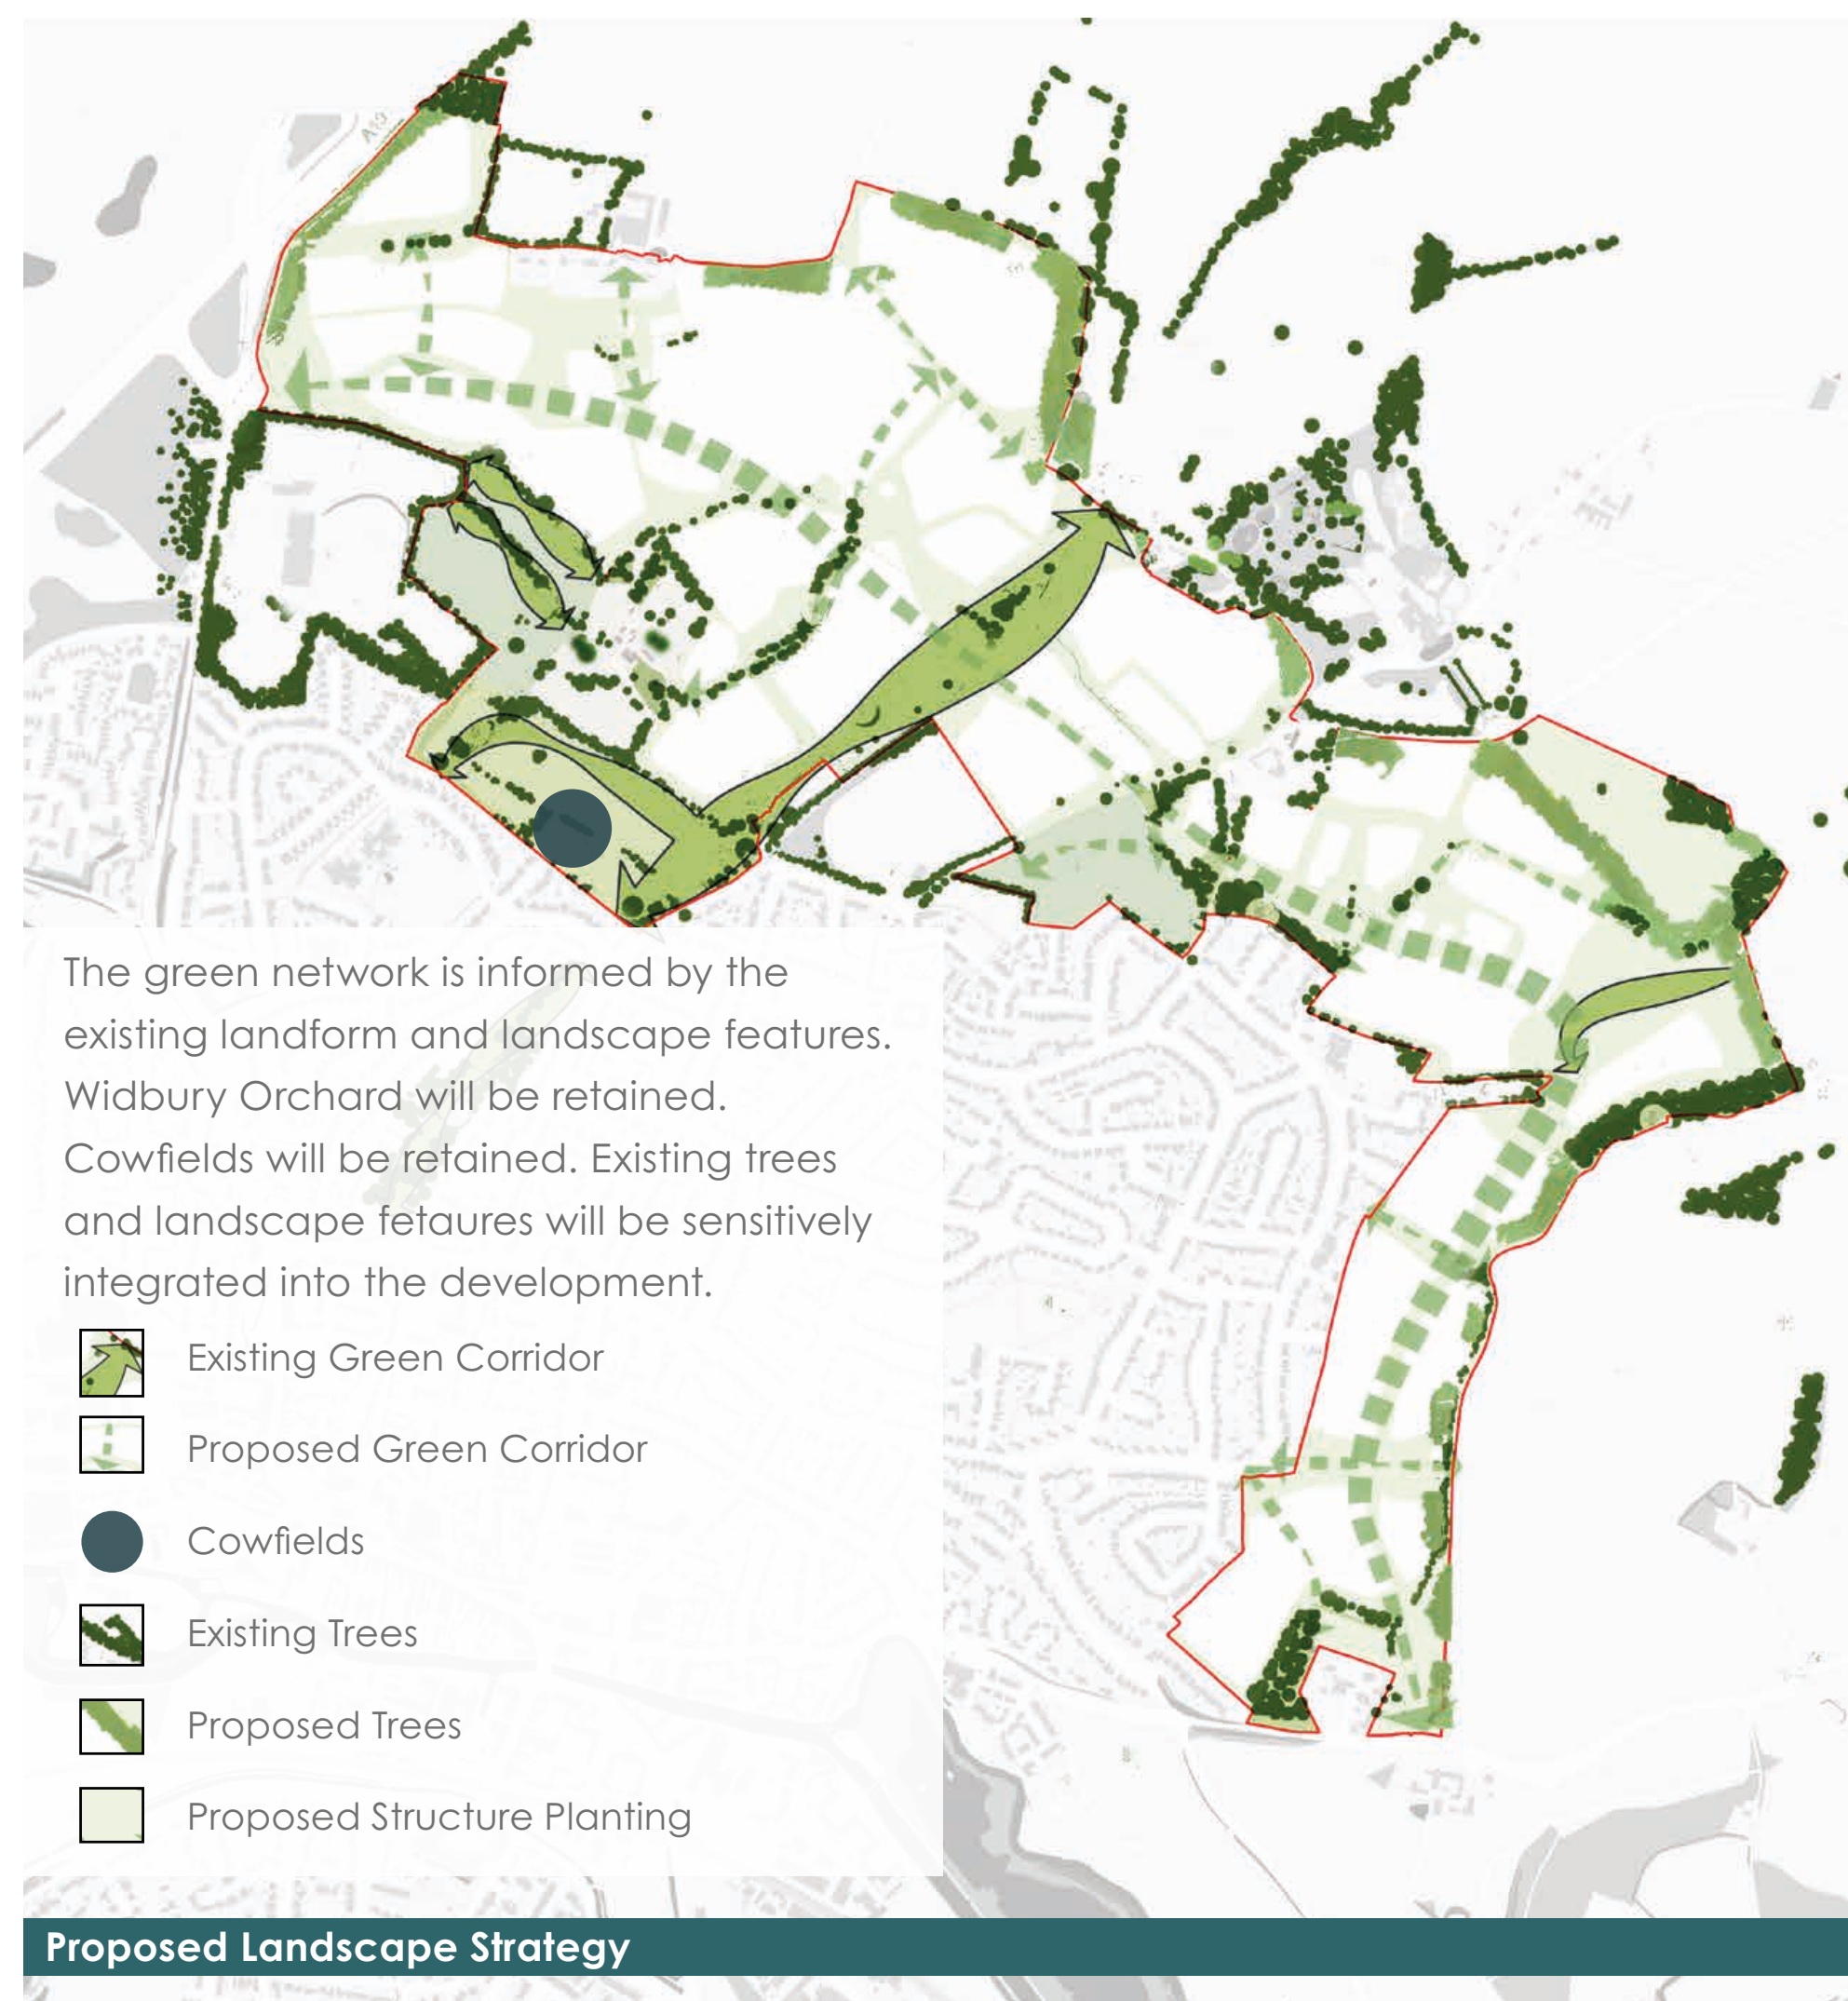 A10
The green network is informed by the
existing landform and landscape features.
Widbury Orchard will be retained.
Cowfields will be retained. Existing trees
and landscape fetaures will be sensitively
integrated into the development.
Existing Green Corridor
Proposed Green Corridor
Cowfields
Existing Trees
Proposed Trees
Proposed Structure Planting
Proposed Landscape Strategy